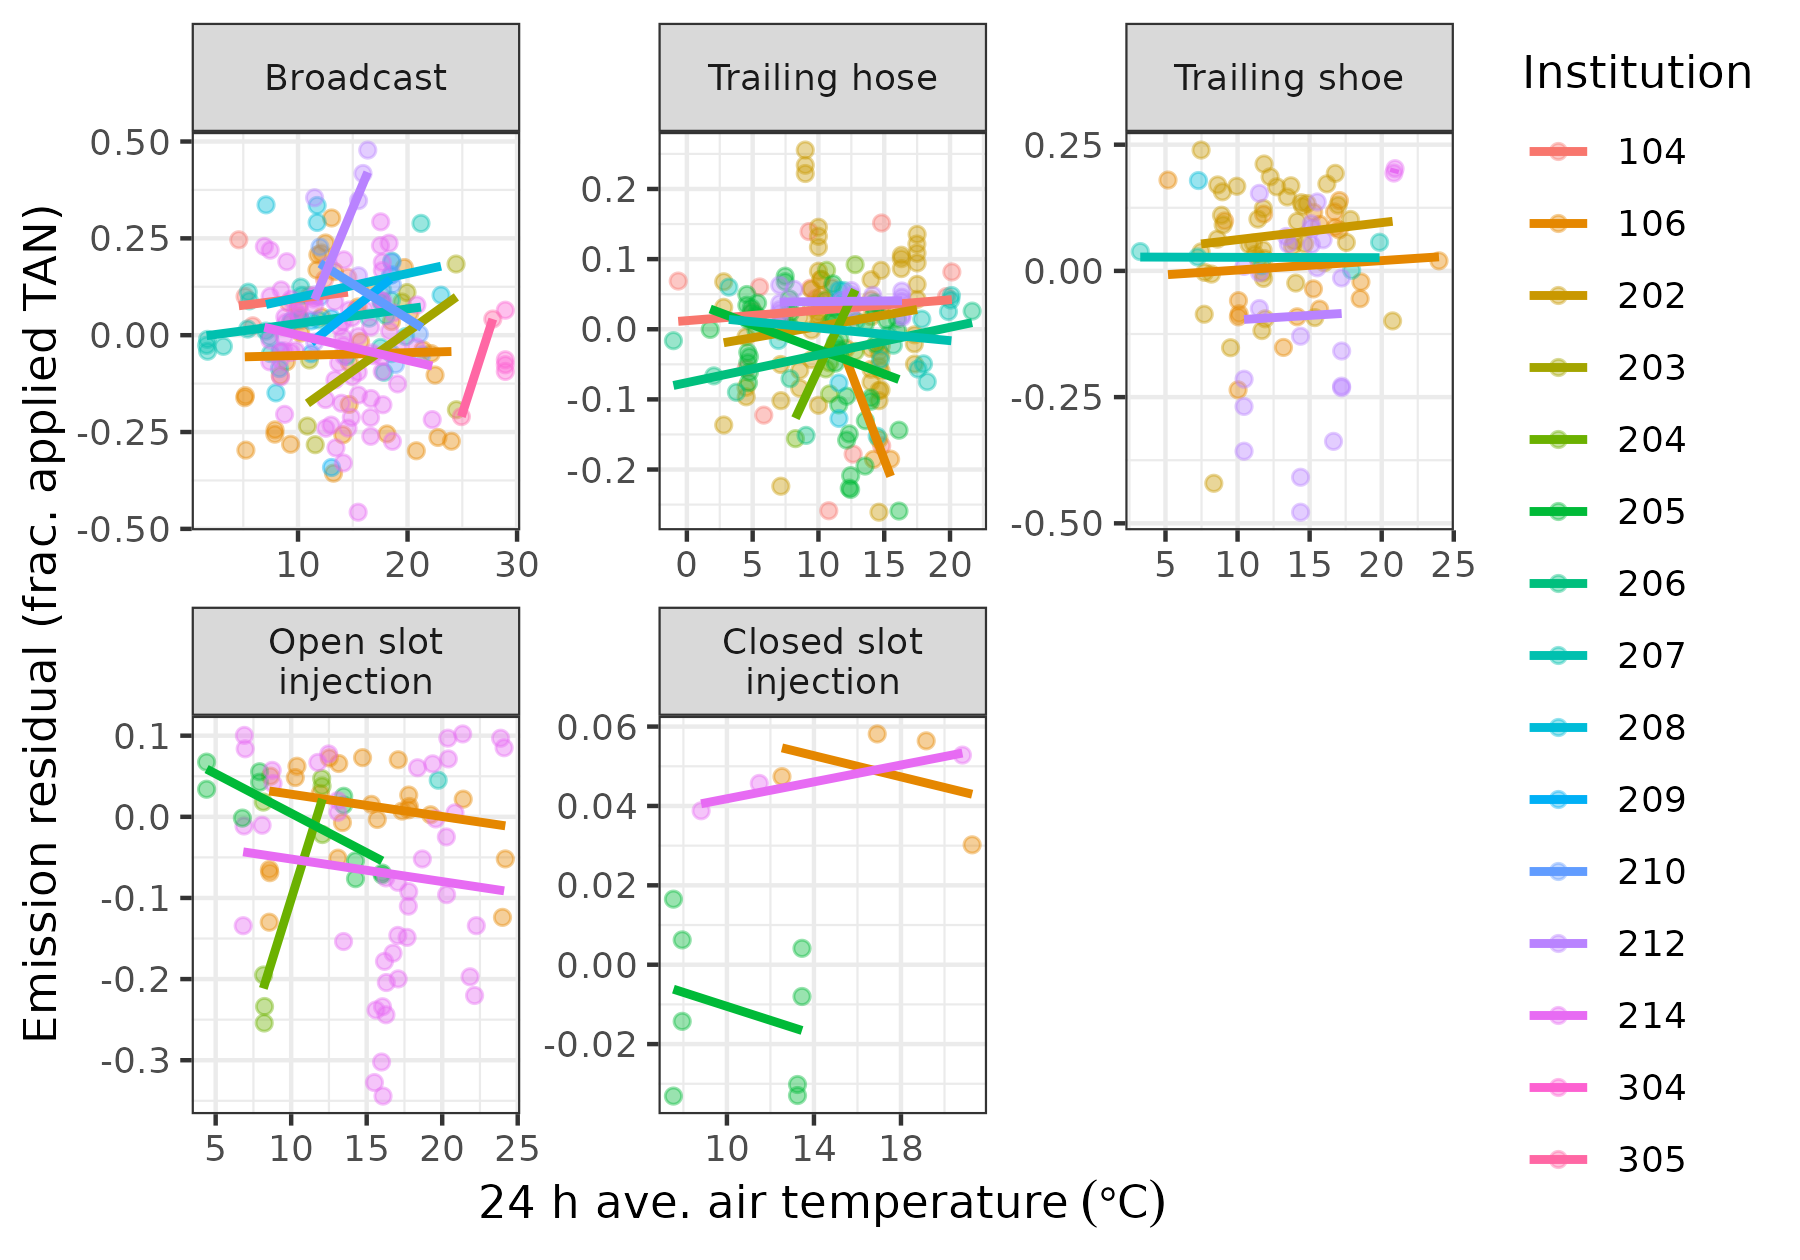 Broadcast
Trailing hose
Trailing shoe
Institution
0.50
0.25
0.00
-0.25
-0.50
10 20 30
0.2
0.1
0.0
-0.1
-0.2
0 5 10 15 20
0.25
0.00
-0.25
-0.50
5 10 15 20 25
Open slot
injection
Closed slot
injection
0.1
0.0
-0.1
-0.2
-0.3
5 10 15 20 25
0.06
0.04
0.02
0.00
-0.02
10 14 18
104
106
202
203
204
205
206
207
208
209
210
212
214
304
305
Emission residual (frac. applied TAN)
24 h ave. air temperature (°C)